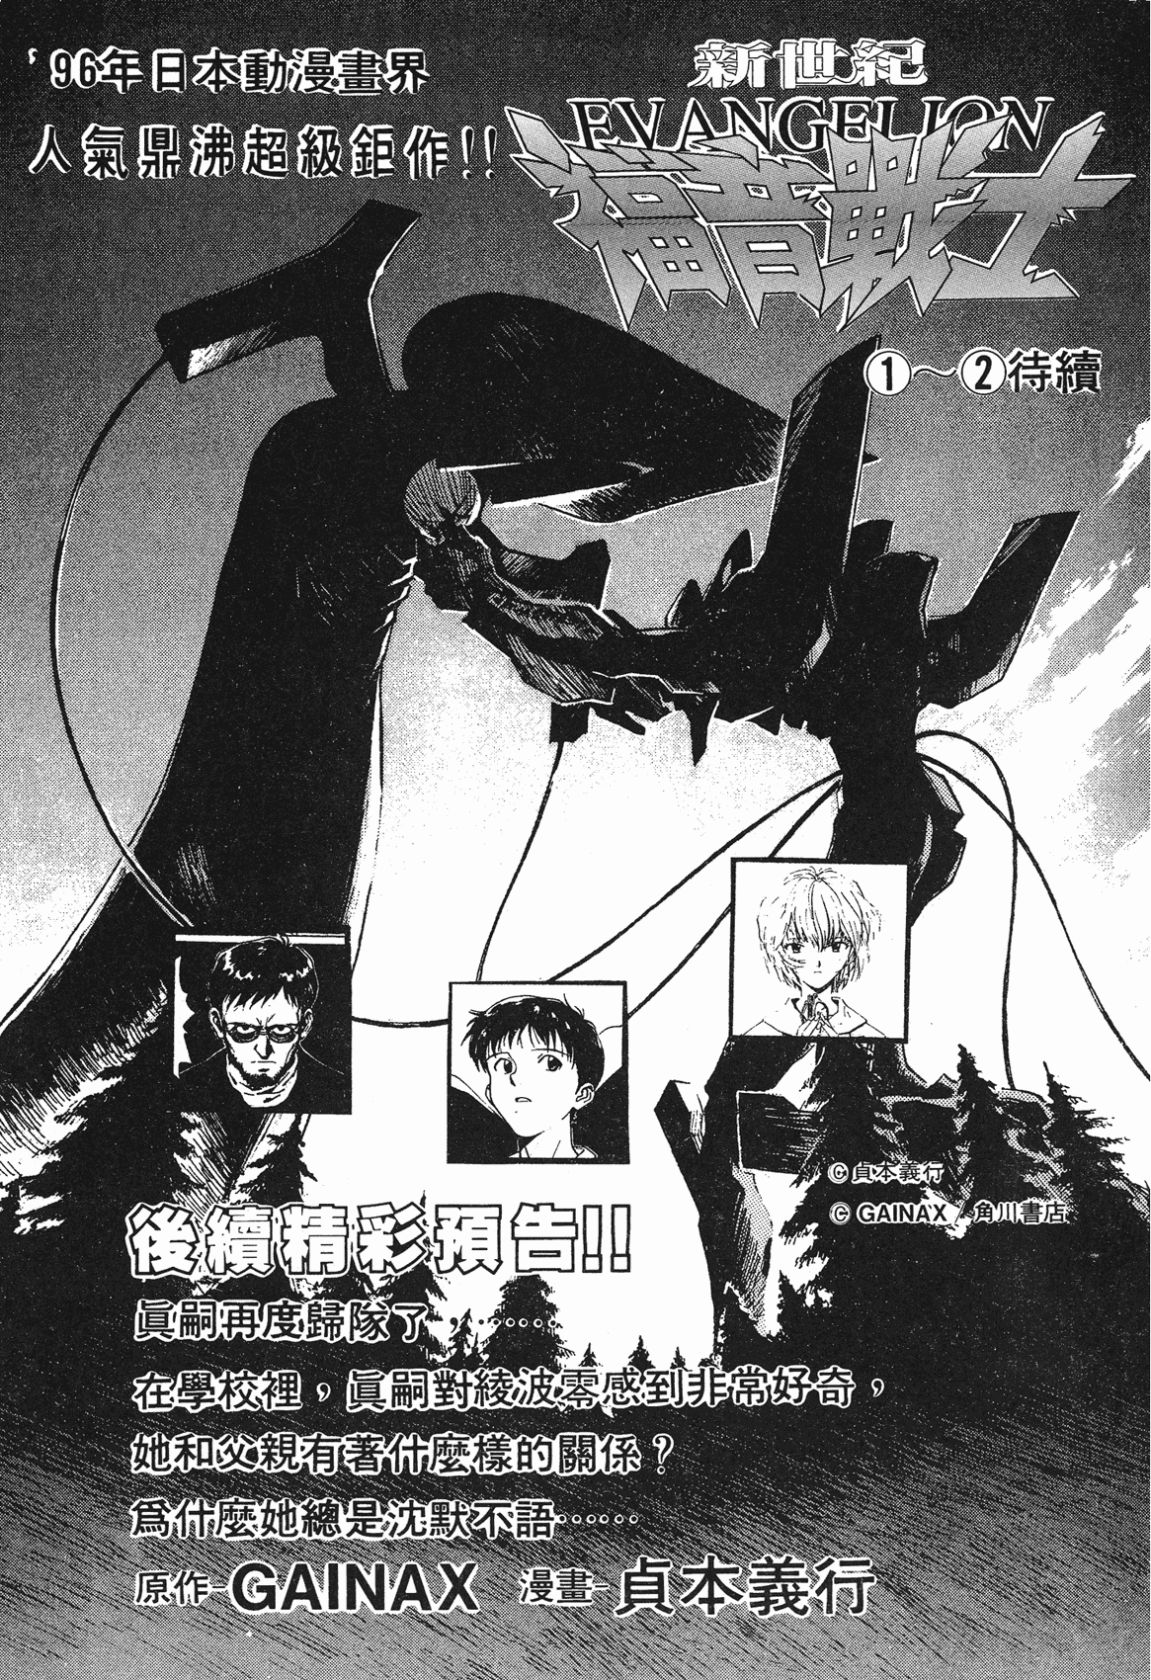 '96年日本動漫畫界
人氣鼎沸超級鉅作!!
新世紀
EVANGELION
福音戰士
①～②待續
©貞本義行
© GAINAX / 角川書店
後續精彩預告!!
眞嗣再度歸隊了，……
在學校裡，眞嗣對綾波零感到非常好奇，
她和父親有著什麼樣的關係？
爲什麼她總是沈默不語……
原作-GAINAX 漫畫-貞本義行